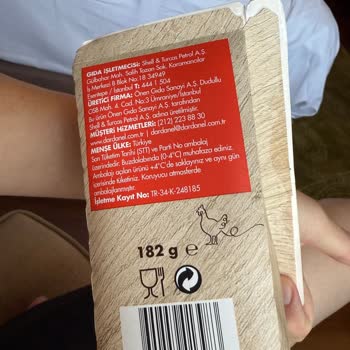 GIDA İŞLETMECİSİ: Shell & Turcas Petrol A.Ş.
Gülbahar Mah. Salih Tozan Sok. Karamancılar
İş Merkezi B Blok No:18 34349
Esentepe / İstanbul T: 444 1 504
ÜRETİCİ FİRMA: Önen Gıda Sanayi A.Ş. Dudullu
OSB Mah. 4. Cad. No:3 Ümraniye/İstanbul
Bu ürün Önen Gıda Sanayi A.Ş. tarafından
Shell & Turcas Petrol A.Ş. adına üretilmiştir.
MÜŞTERİ HİZMETLERİ: (212) 223 88 30
www.dardanel.com / dardanel@dardanel.com
MENŞE ÜLKE: Türkiye
Son Tüketim Tarihi (STT) ve Parti No ambalaj
üzerindedir. Buzdolabında (0-4°C) muhafaza ediniz.
Ambalajı açılan ürünü +4°C'de saklayınız ve aynı gün
içerisinde tüketiniz. Koruyucu atmosferde
ambalajlanmıştır.
İşletme Kayıt No: TR-34-K-248185
182 g e